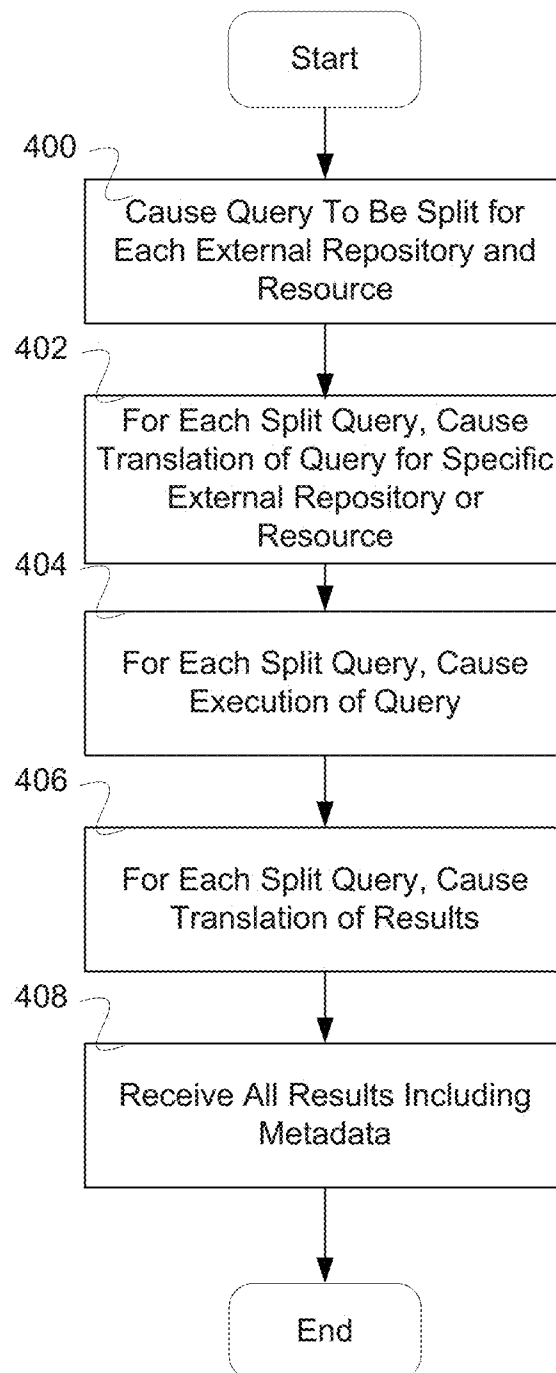 Start
400
Cause Query To Be Split for
Each External Repository and
Resource
402
For Each Split Query, Cause
Translation of Query for Specific
External Repository or
Resource
404
For Each Split Query, Cause
Execution of Query
406
For Each Split Query, Cause
Translation of Results
408
Receive All Results Including
Metadata
End